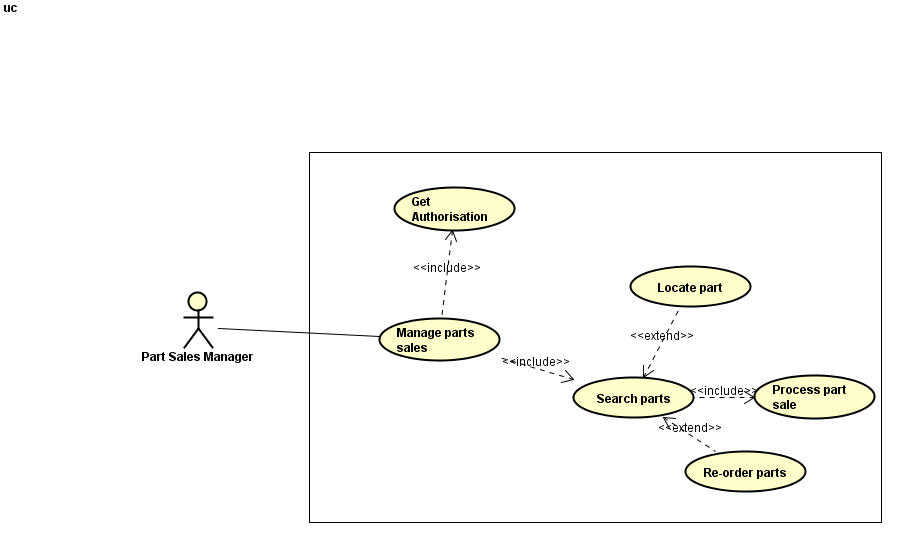 uc
Get
Authorisation
<<include>>
Locate part
Manage parts
sales
<<extend>>
Part Sales Manager
<<include>>
Search parts
<<include>>
Process part
sale
<<extend>>
Re-order parts